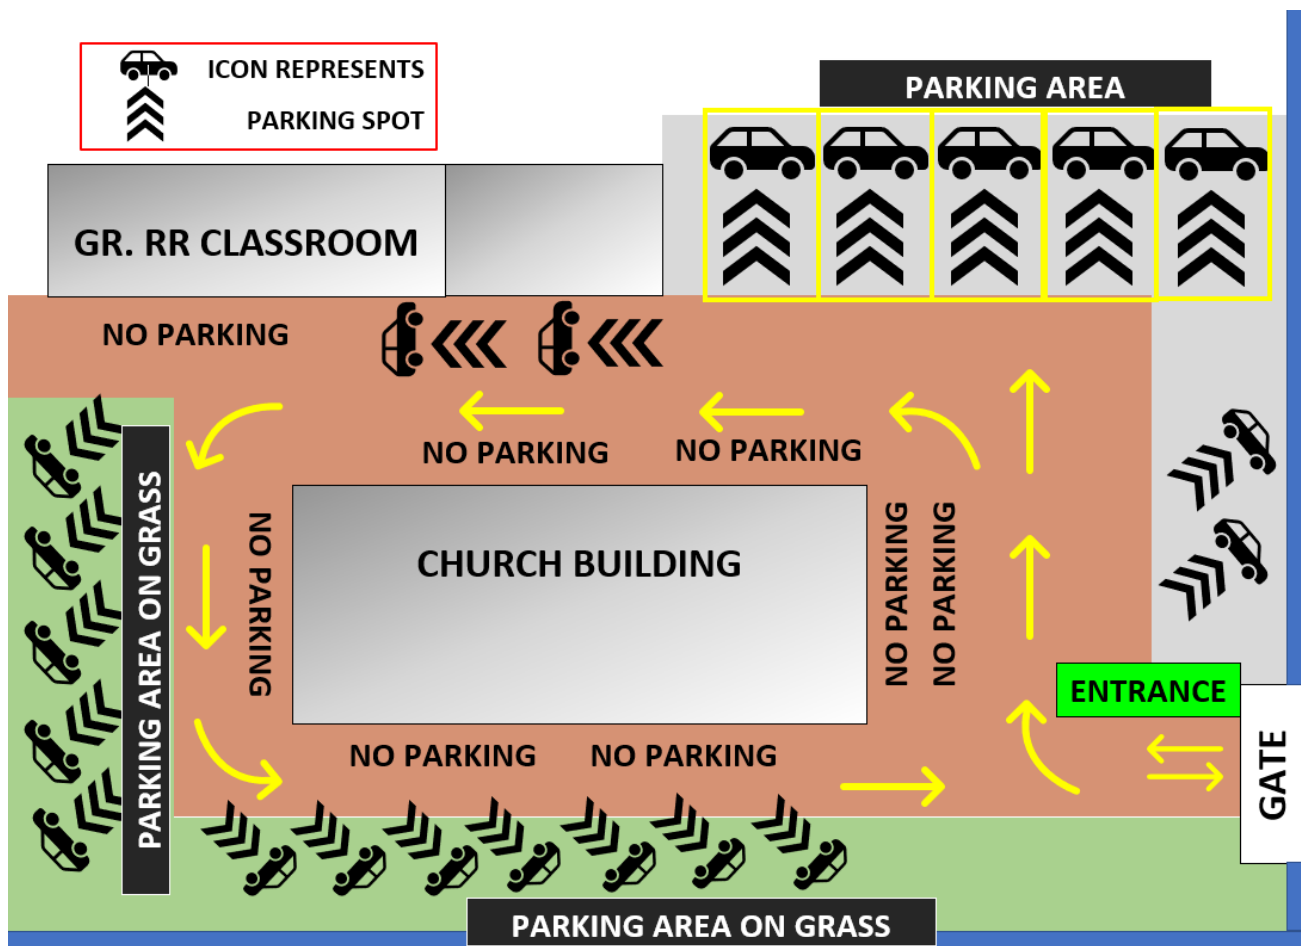 ICON REPRESENTS
PARKING SPOT
PARKING AREA
GR. RR CLASSROOM
NO PARKING
NO PARKING
NO PARKING
PARKING AREA ON GRASS
NO PARKING
CHURCH BUILDING
NO PARKING
NO PARKING
ENTRANCE
GATE
NO PARKING
NO PARKING
PARKING AREA ON GRASS